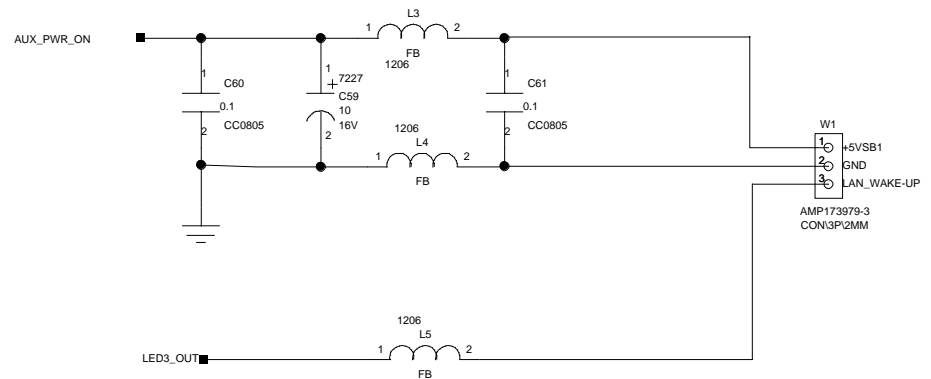 L3
1
2
AUX_PWR_ON
FB
1206
1
C60
0.1
2
CC0805
1
7227
C59
10
16V
2
1
C61
0.1
2
CC0805
1206
L4
1
2
FB
W1
1
+5VSB1
2
GND
3
LAN_WAKE-UP
AMP173979-3
CON\3P\2MM
1206
L5
1
2
LED3_OUT
FB